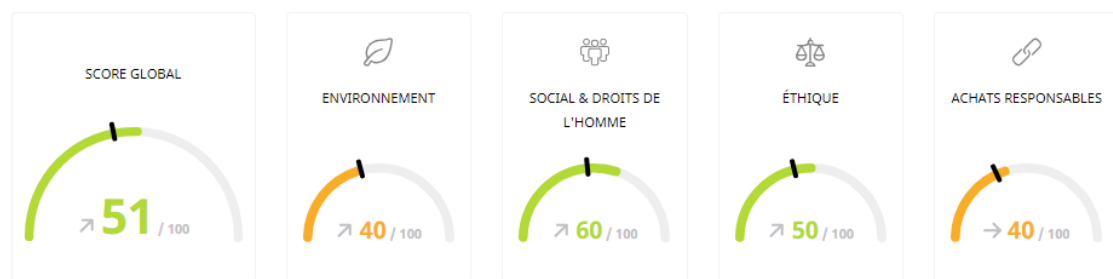 SCORE GLOBAL
51 / 100
ENVIRONNEMENT
40 / 100
SOCIAL & DROITS DE
L'HOMME
60 / 100
ÉTHIQUE
50 / 100
ACHATS RESPONSABLES
40 / 100